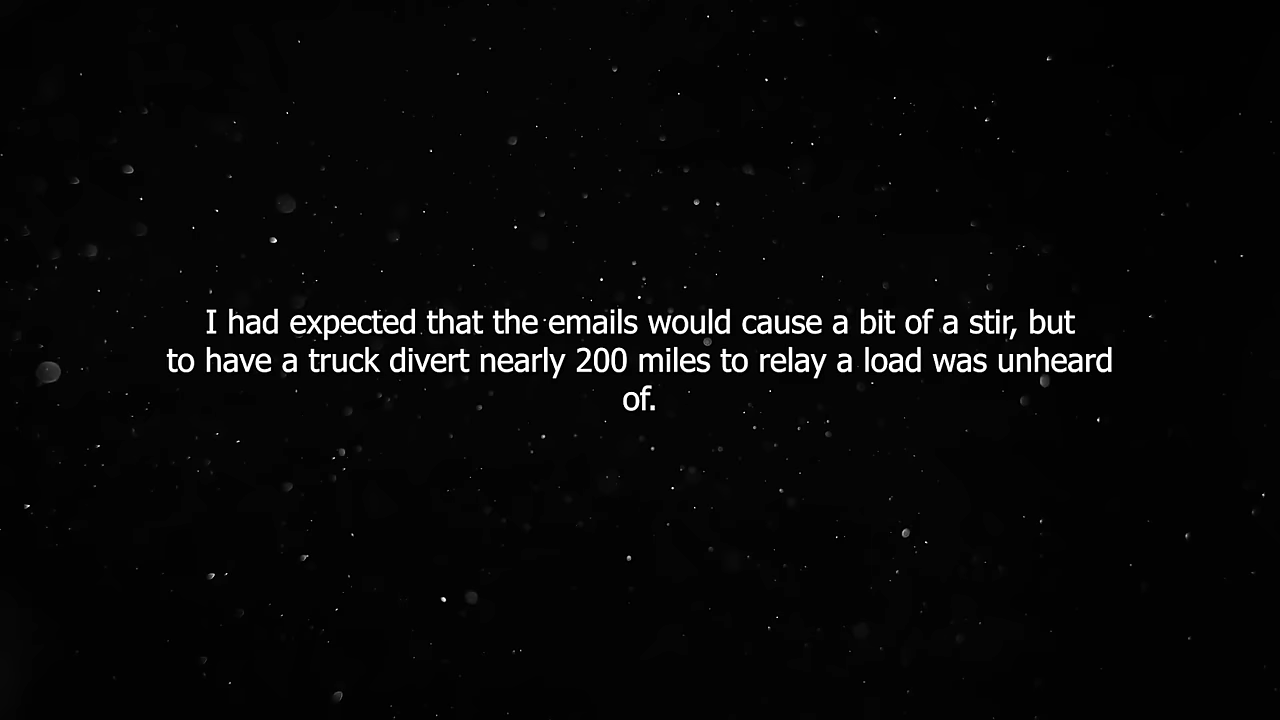 I had expected that the emails would cause a bit of a stir, but
to have a truck divert nearly 200 miles to relay a load was unheard
of.